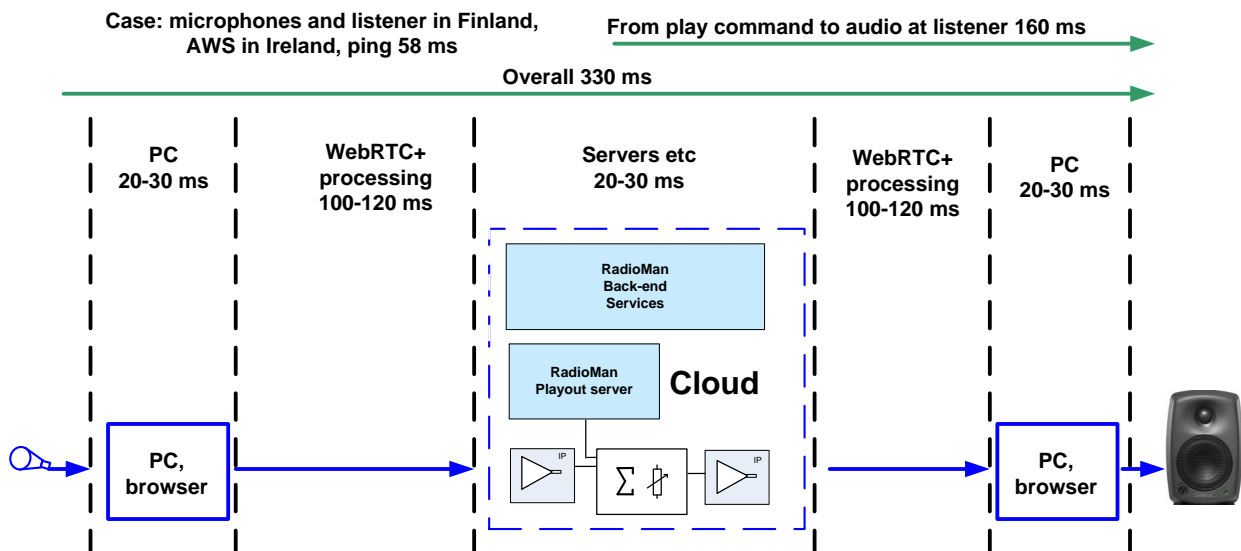 Case: microphones and listener in Finland,
AWS in Ireland, ping 58 ms
From play command to audio at listener 160 ms
Overall 330 ms
PC
20-30 ms
WebRTC+
processing
100-120 ms
Servers etc
20-30 ms
WebRTC+
processing
100-120 ms
PC
20-30 ms
RadioMan
Back-end
Services
RadioMan
Playout server
Cloud
PC,
browser
IP
Σ
IP
PC,
browser
GENELEC